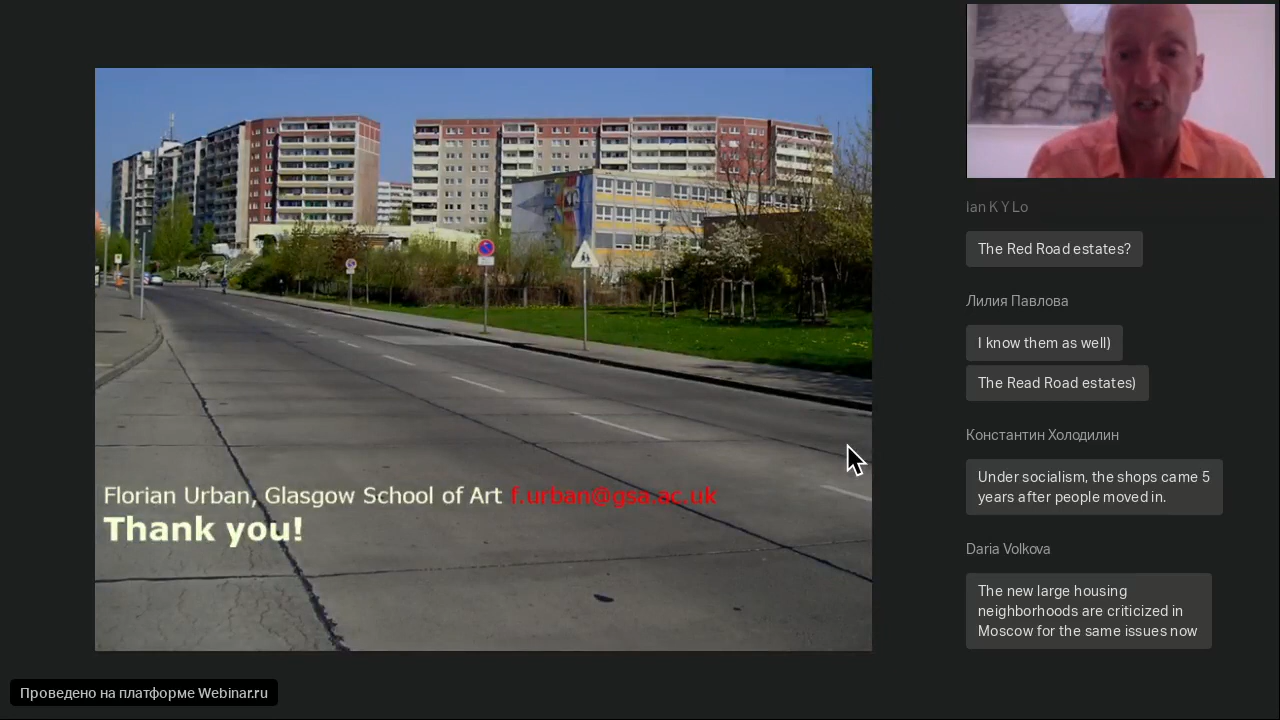 Florian Urban, Glasgow School of Art f.urban@gsa.ac.uk
Thank you!
Ian K Y Lo
The Red Road estates?
Лилия Павлова
I know them as well)
The Read Road estates)
Константин Холодилин
Under socialism, the shops came 5
years after people moved in.
Daria Volkova
The new large housing
neighborhoods are criticized in
Moscow for the same issues now
Проведено на платформе Webinar.ru